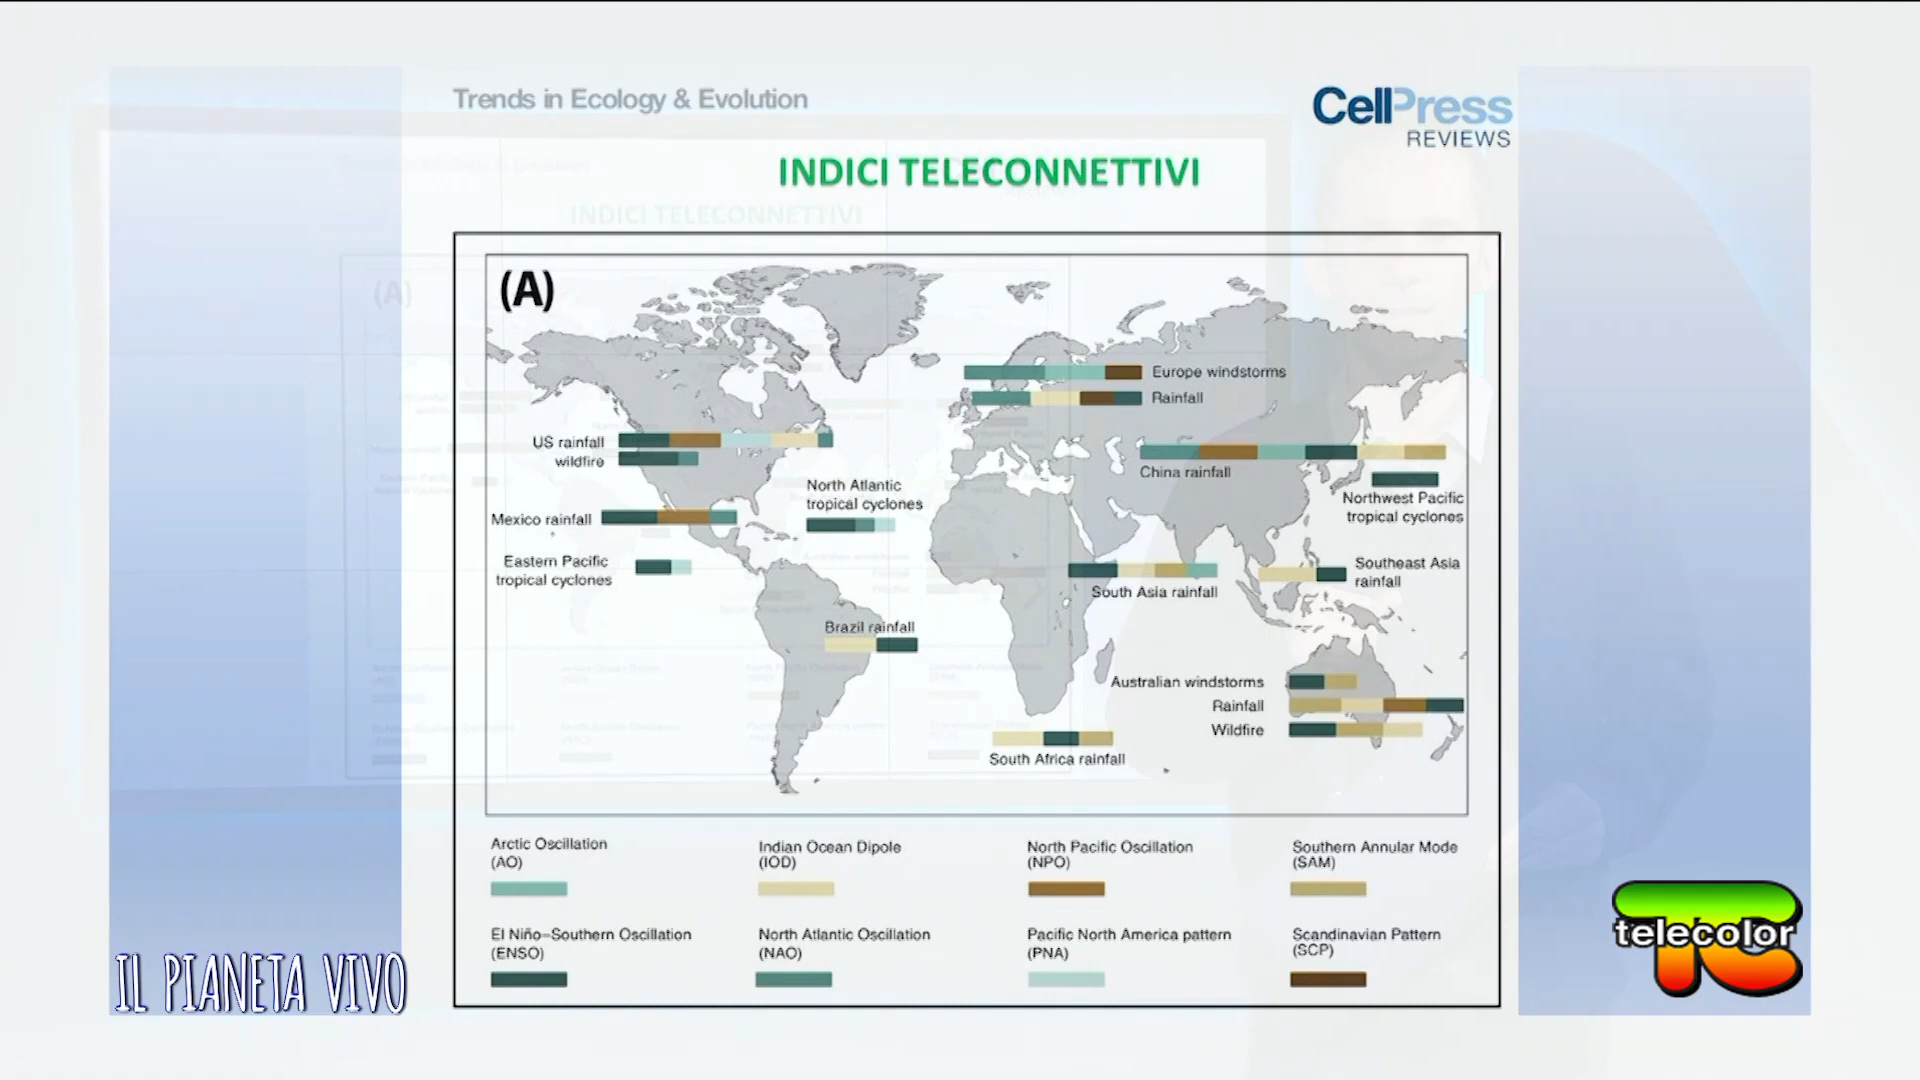 Trends in Ecology & Evolution
CellPress
REVIEWS
INDICI TELECONNETTIVI
INDICI TELECONNETTIVI
(A)
(A)
Europe windstorms
Rainfall
US rainfall
wildfire
China rainfall
North Atlantic
tropical cyclones
Northwest Pacific
tropical cyclones
Mexico rainfall
Eastern Pacific
tropical cyclones
Southeast Asia
rainfall
South Asia rainfall
Brazil rainfall
Australian windstorms
Rainfall
Wildfire
South Africa rainfall
Arctic Oscillation
(AO)
Indian Ocean Dipole
(IOD)
North Pacific Oscillation
(NPO)
Southern Annular Mode
(SAM)
El Niño–Southern Oscillation
(ENSO)
North Atlantic Oscillation
(NAO)
Pacific North America pattern
(PNA)
Scandinavian Pattern
(SCP)
IL PIANETA VIVO
telecolor
TC